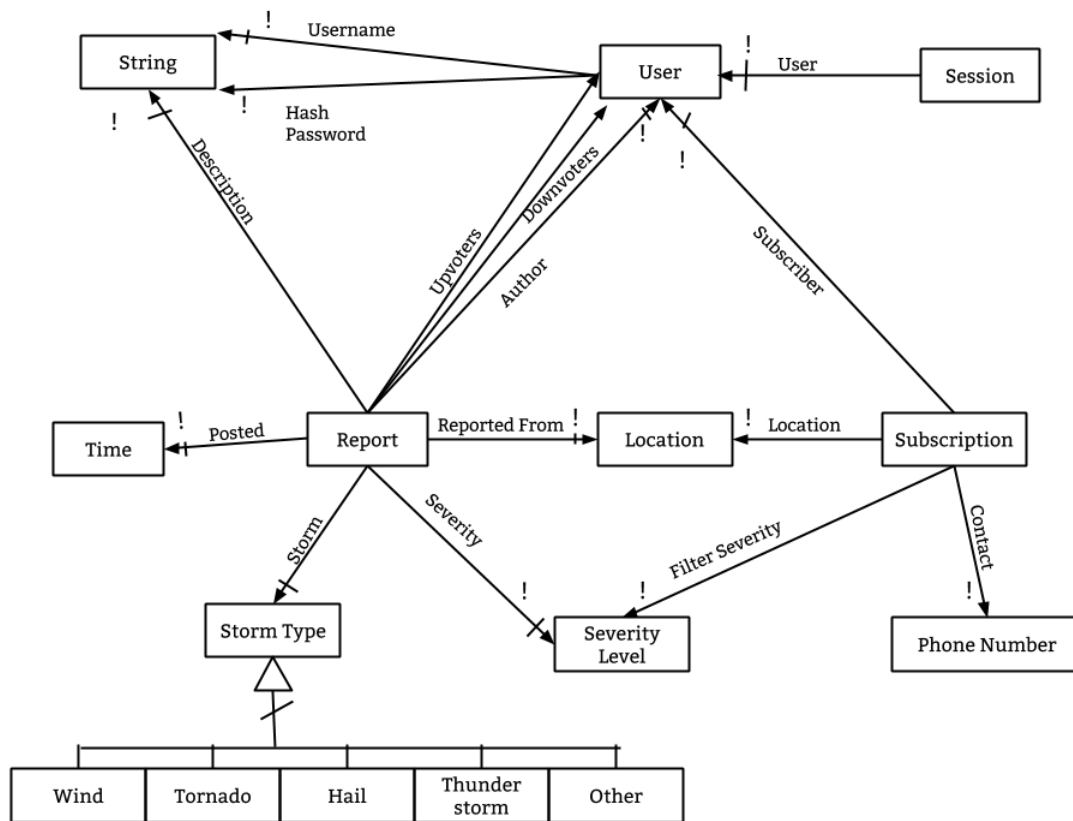 !
Username
!
String
User
User
Session
!
Hash
Password
!
!
!
Description
Upvoters
Downvoters
Author
Subscriber
!
Posted
Time
Report
Reported From
!
Location
!
Location
Subscription
Storm
Severity
!
Filter Severity
!
Contact
!
Storm Type
Severity
Level
Phone Number
Wind
Tornado
Hail
Thunder
storm
Other